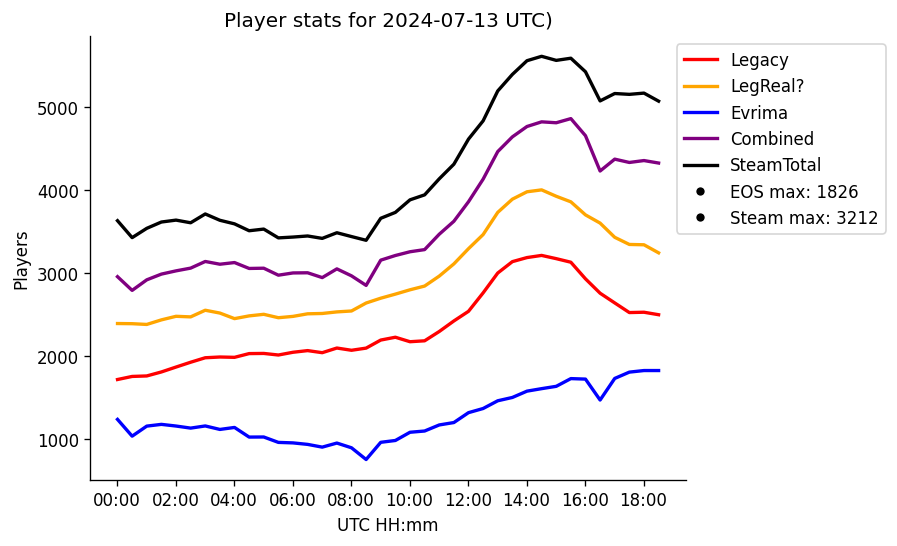 Player stats for 2024-07-13 UTC)
Legacy
LegReal?
Evrima
Combined
SteamTotal
EOS max: 1826
Steam max: 3212
Players
5000
4000
3000
2000
1000
00:00 02:00 04:00 06:00 08:00 10:00 12:00 14:00 16:00 18:00
UTC HH:mm